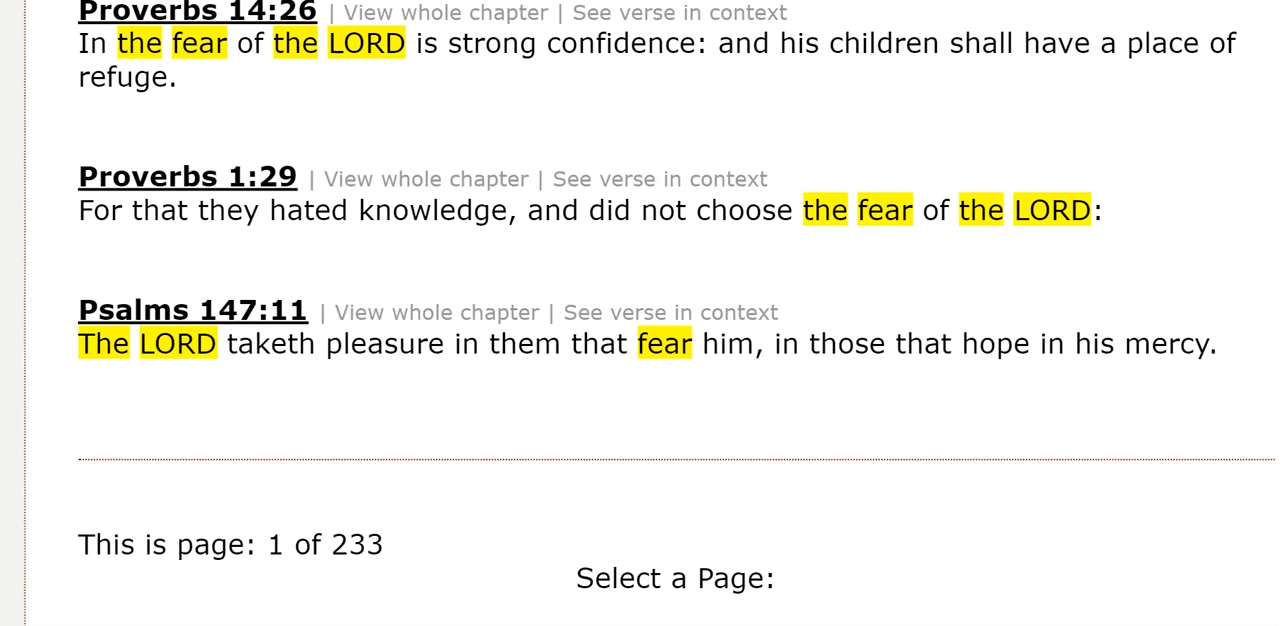 Proverbs 14:26 | View whole chapter | See verse in context
In the fear of the LORD is strong confidence: and his children shall have a place of
refuge.
Proverbs 1:29 | View whole chapter | See verse in context
For that they hated knowledge, and did not choose the fear of the LORD:
Psalms 147:11 | View whole chapter | See verse in context
The LORD taketh pleasure in them that fear him, in those that hope in his mercy.
This is page: 1 of 233
Select a Page: